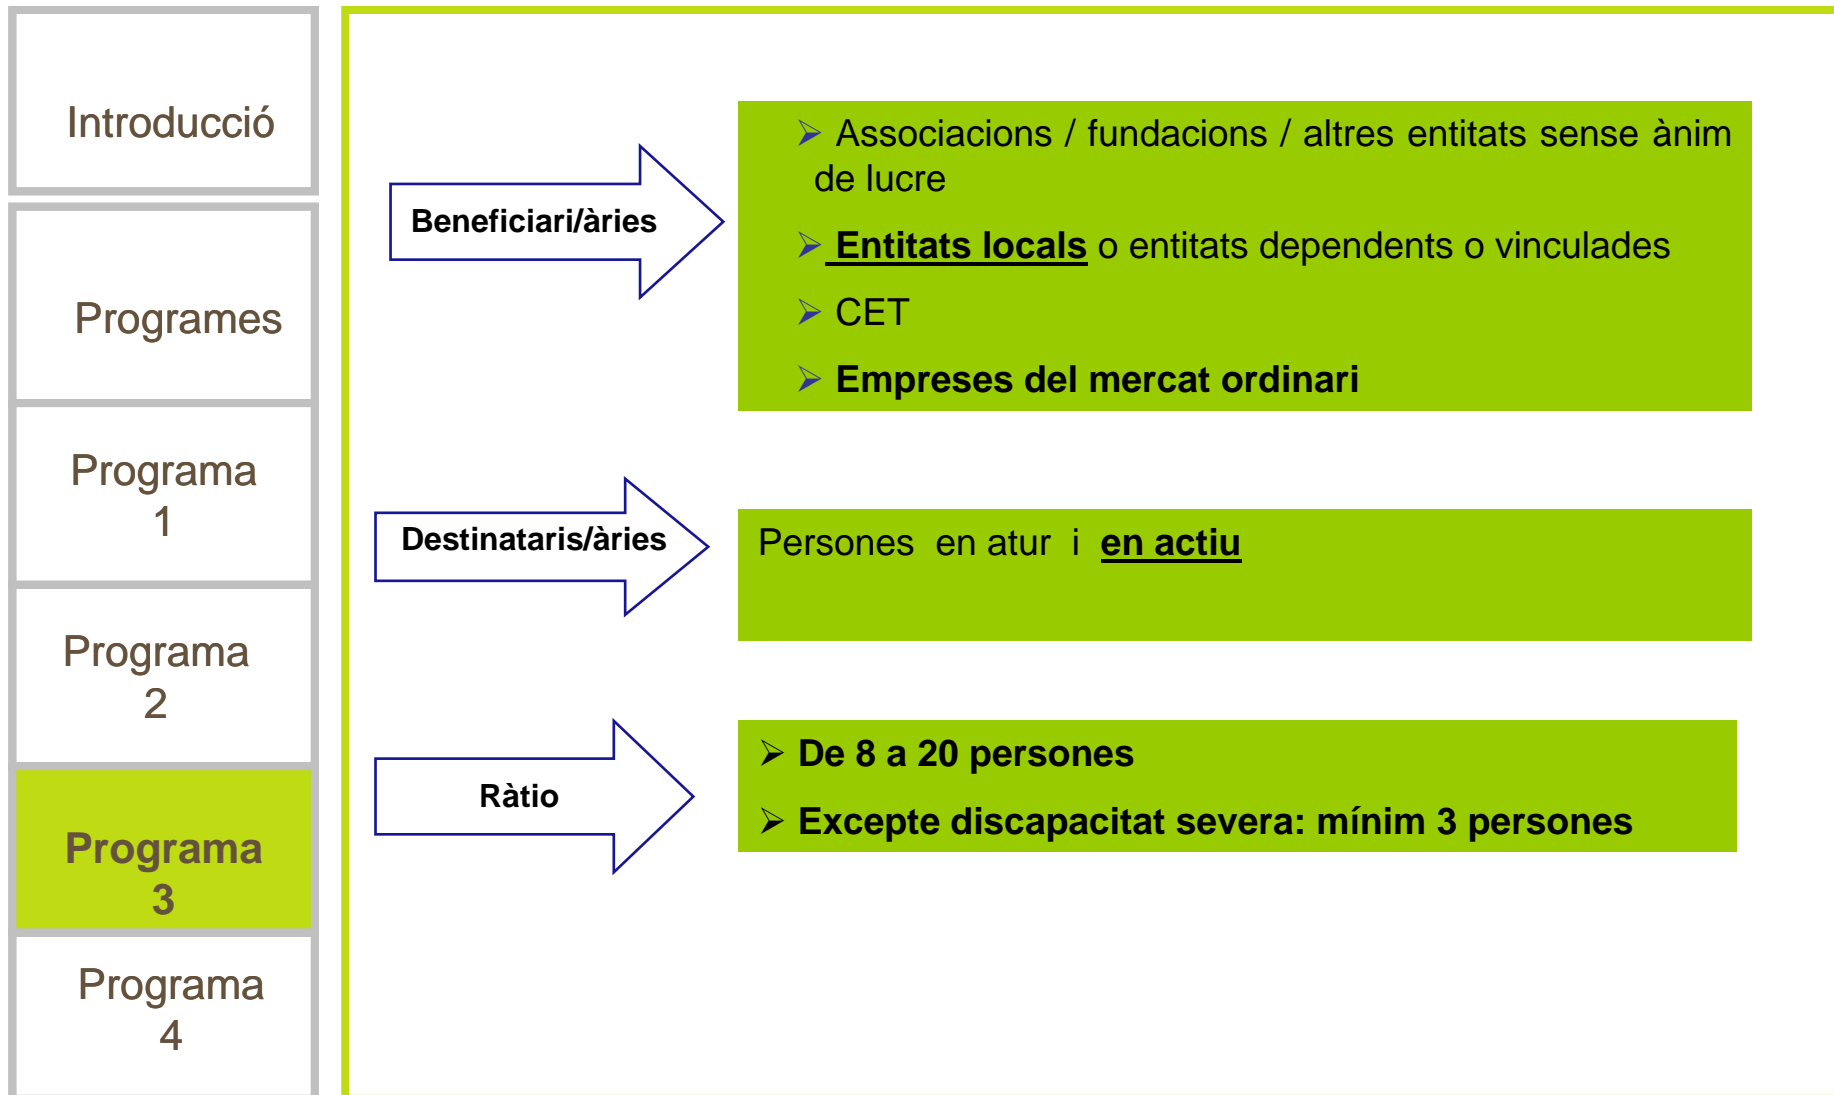 Introducció
Programes
Programa
1
Programa
2
Programa
3
Programa
4
Beneficiari/àries
➢ Associacions / fundacions / altres entitats sense ànim
de lucre
➢ Entitats locals o entitats dependents o vinculades
➢ CET
➢ Empreses del mercat ordinari
Destinataris/àries
Persones en atur i en actiu
Ràtio
➢ De 8 a 20 persones
➢ Excepte discapacitat severa: mínim 3 persones